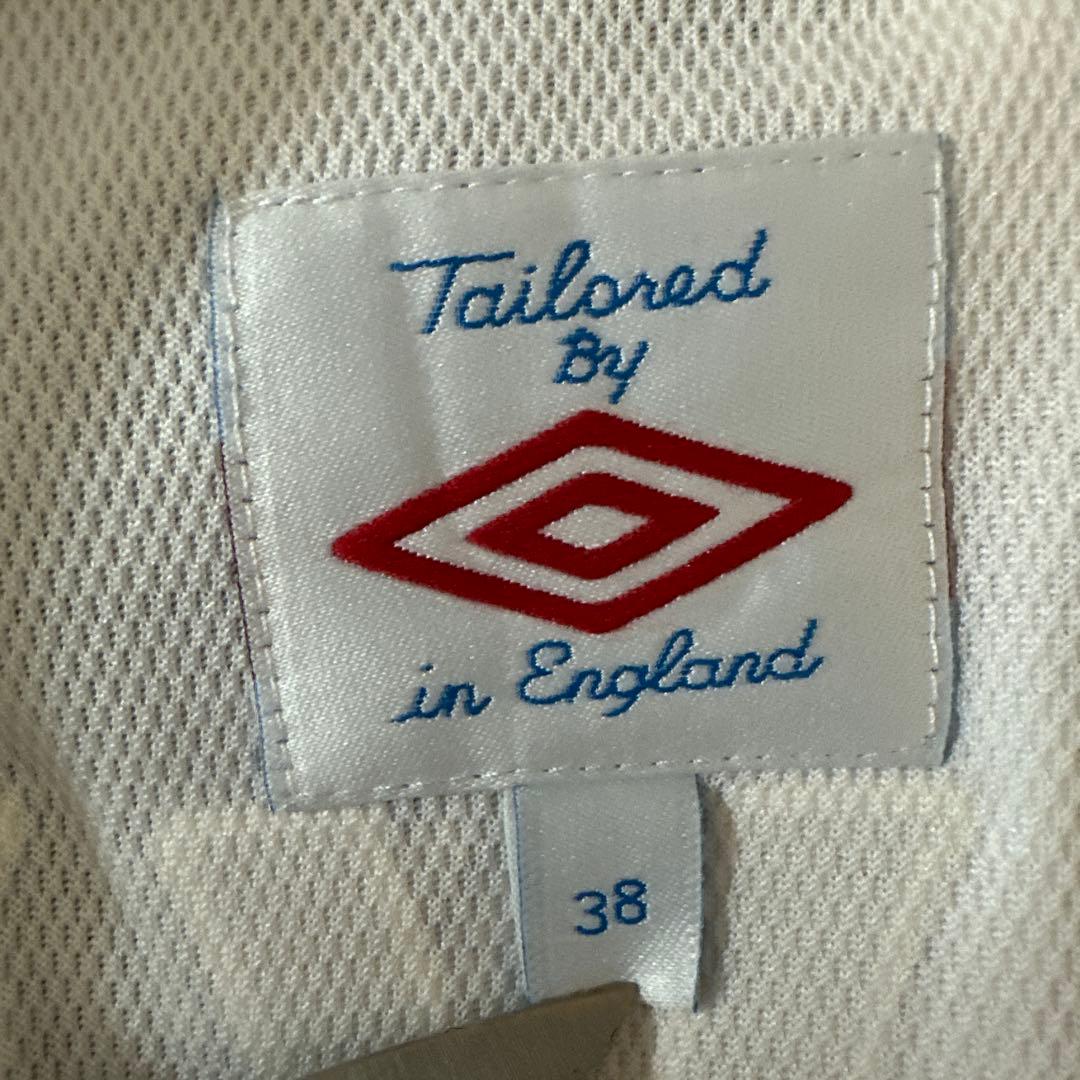 Tailored
By
in England
38